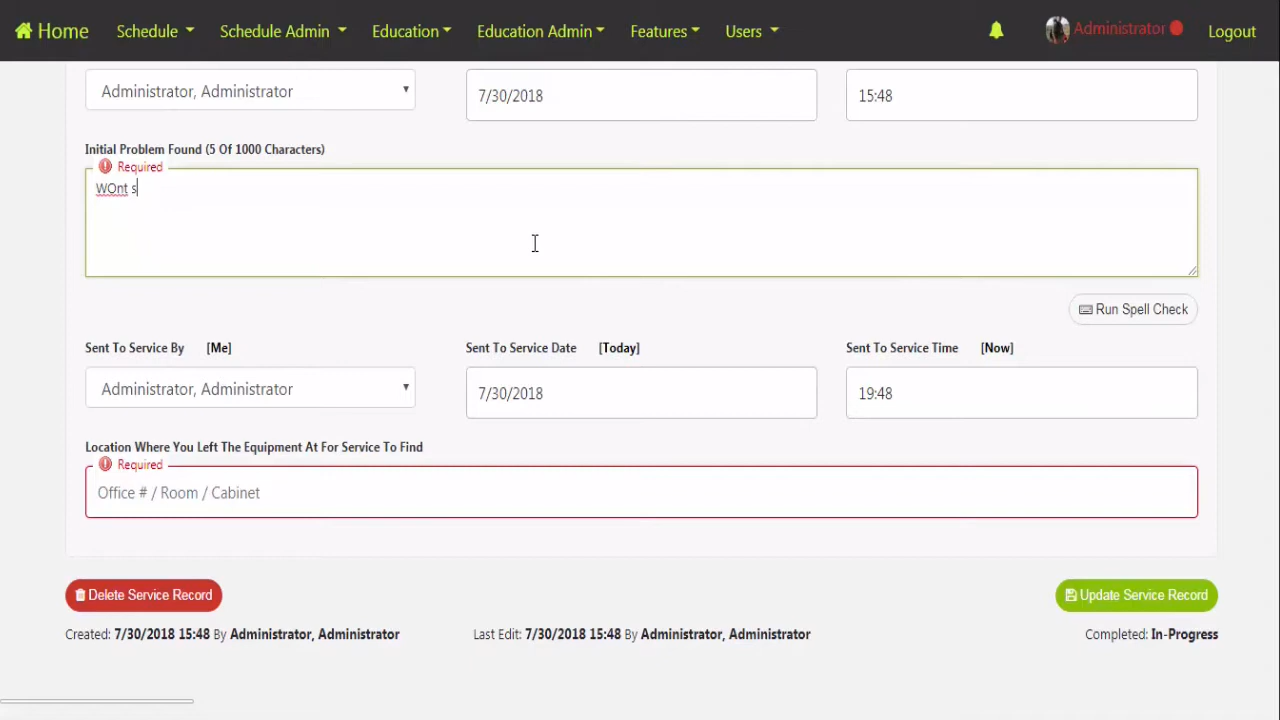 Home Schedule Schedule Admin Education Education Admin Features Users Administrator Logout
Administrator, Administrator 7/30/2018 15:48
Initial Problem Found (5 Of 1000 Characters)
Required
WOnt s
Run Spell Check
Sent To Service By [Me] Sent To Service Date [Today] Sent To Service Time [Now]
Administrator, Administrator 7/30/2018 19:48
Location Where You Left The Equipment At For Service To Find
Required
Office # / Room / Cabinet
Delete Service Record Update Service Record
Created: 7/30/2018 15:48 By Administrator, Administrator Last Edit: 7/30/2018 15:48 By Administrator, Administrator Completed: In-Progress